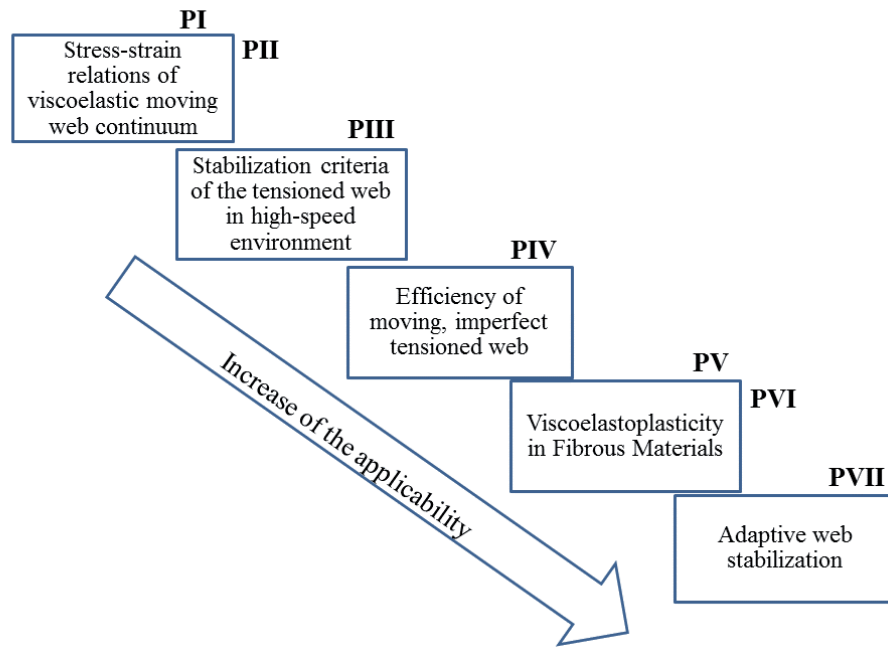 PI
PII
Stress-strain
relations of
viscoelastic moving
web continuum
PIII
Stabilization criteria
of the tensioned web
in high-speed
environment
PIV
Efficiency of
moving, imperfect
tensioned web
PV
PVI
Viscoelastoplasticity
in Fibrous Materials
PVII
Adaptive web
stabilization
Increase of the applicability